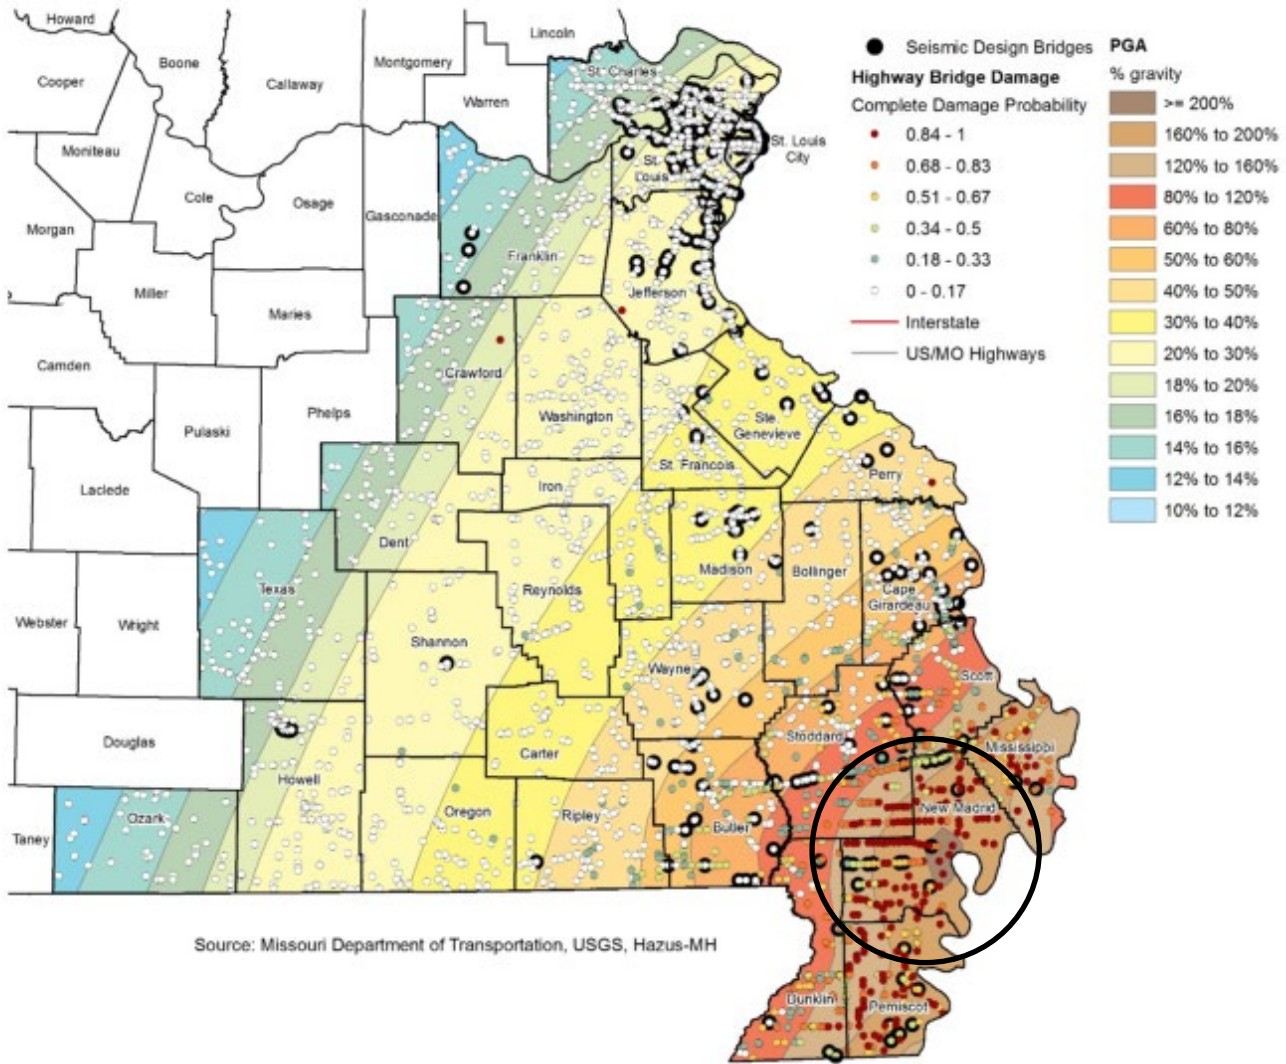 Howard
Lincoln
Cooper
Boone
Callaway
Montgomery
Warren
St. Charles
Moniteau
Cole
Osage
Gasconade
St.
Louis
St. Louis
City
Morgan
Franklin
Miller
Maries
Jefferson
Camden
Phelps
Crawford
Pulaski
Washington
Ste.
Genevieve
Laclede
St. Francois
Iron
Perry
Dent
Texas
Reynolds
Madison
Bollinger
Cape
Girardeau
Webster
Wright
Shannon
Wayne
Scott
Douglas
Carter
Stoddard
Mississippi
Howell
Oregon
Ripley
Butler
New Madrid
Taney
Ozark
Dunklin
Pemiscot
Seismic Design Bridges
Highway Bridge Damage
Complete Damage Probability
0.84 - 1
0.68 - 0.83
0.51 - 0.67
0.34 - 0.5
0.18 - 0.33
0 - 0.17
Interstate
US/MO Highways
PGA
% gravity
>= 200%
160% to 200%
120% to 160%
80% to 120%
60% to 80%
50% to 60%
40% to 50%
30% to 40%
20% to 30%
18% to 20%
16% to 18%
14% to 16%
12% to 14%
10% to 12%
Source: Missouri Department of Transportation, USGS, Hazus-MH